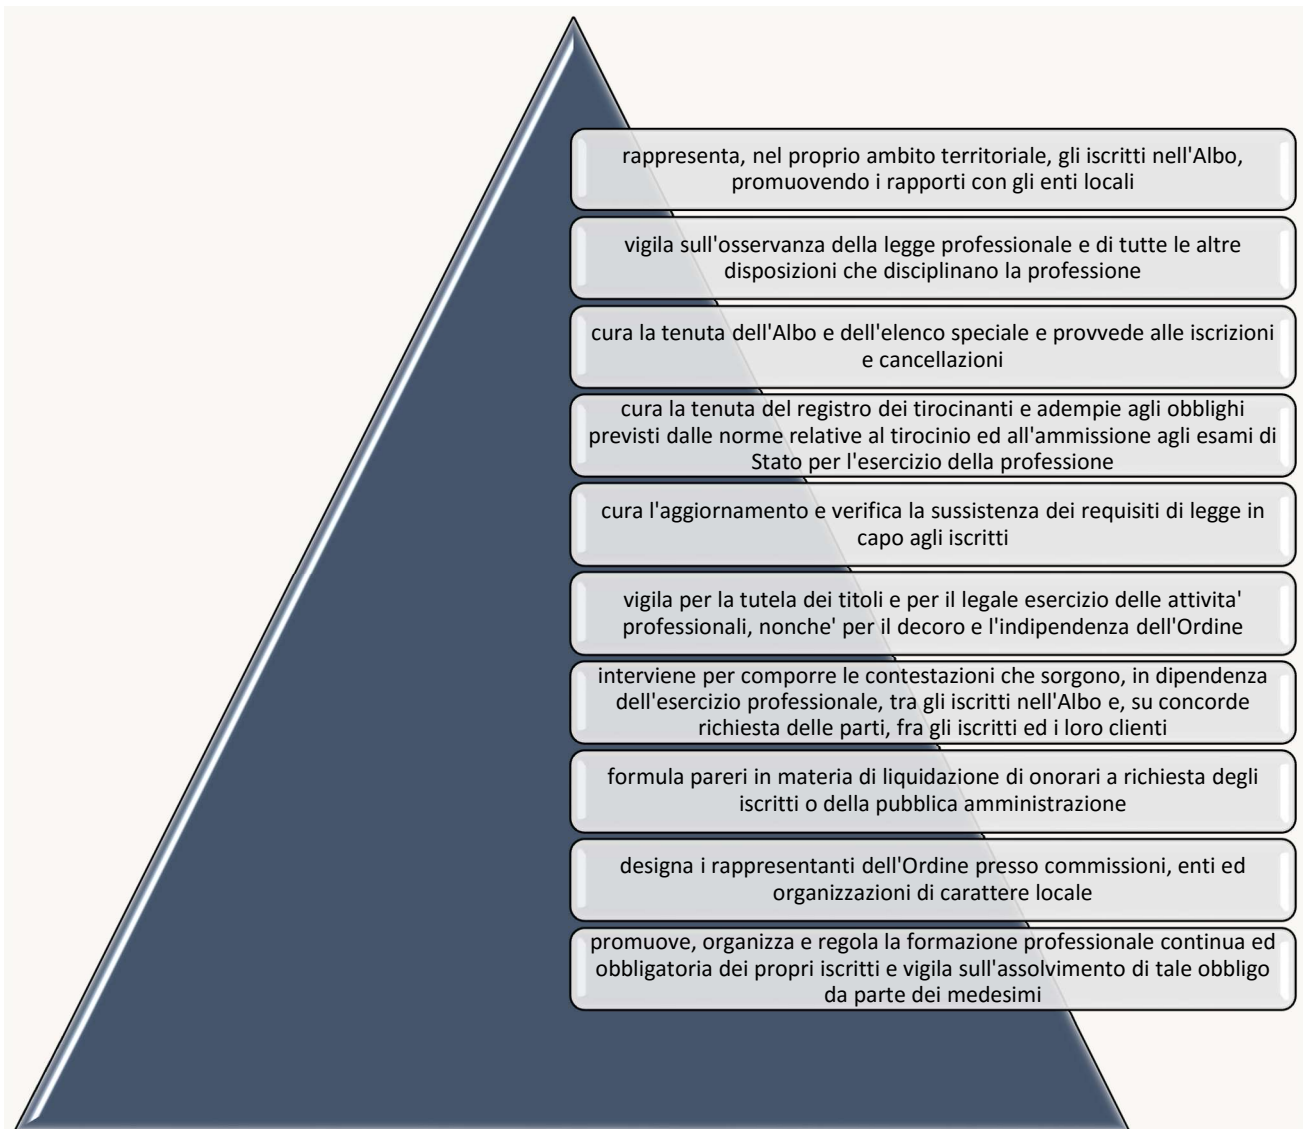 rappresenta, nel proprio ambito territoriale, gli iscritti nell'Albo,
promuovendo i rapporti con gli enti locali
vigila sull'osservanza della legge professionale e di tutte le altre
disposizioni che disciplinano la professione
cura la tenuta dell'Albo e dell'elenco speciale e provvede alle iscrizioni
e cancellazioni
cura la tenuta del registro dei tirocinanti e adempie agli obblighi
previsti dalle norme relative al tirocinio ed all'ammissione agli esami di
Stato per l'esercizio della professione
cura l'aggiornamento e verifica la sussistenza dei requisiti di legge in
capo agli iscritti
vigila per la tutela dei titoli e per il legale esercizio delle attivita'
professionali, nonche' per il decoro e l'indipendenza dell'Ordine
interviene per comporre le contestazioni che sorgono, in dipendenza
dell'esercizio professionale, tra gli iscritti nell'Albo e, su concorde
richiesta delle parti, fra gli iscritti ed i loro clienti
formula pareri in materia di liquidazione di onorari a richiesta degli
iscritti o della pubblica amministrazione
designa i rappresentanti dell'Ordine presso commissioni, enti ed
organizzazioni di carattere locale
promuove, organizza e regola la formazione professionale continua ed
obbligatoria dei propri iscritti e vigila sull'assolvimento di tale obbligo
da parte dei medesimi